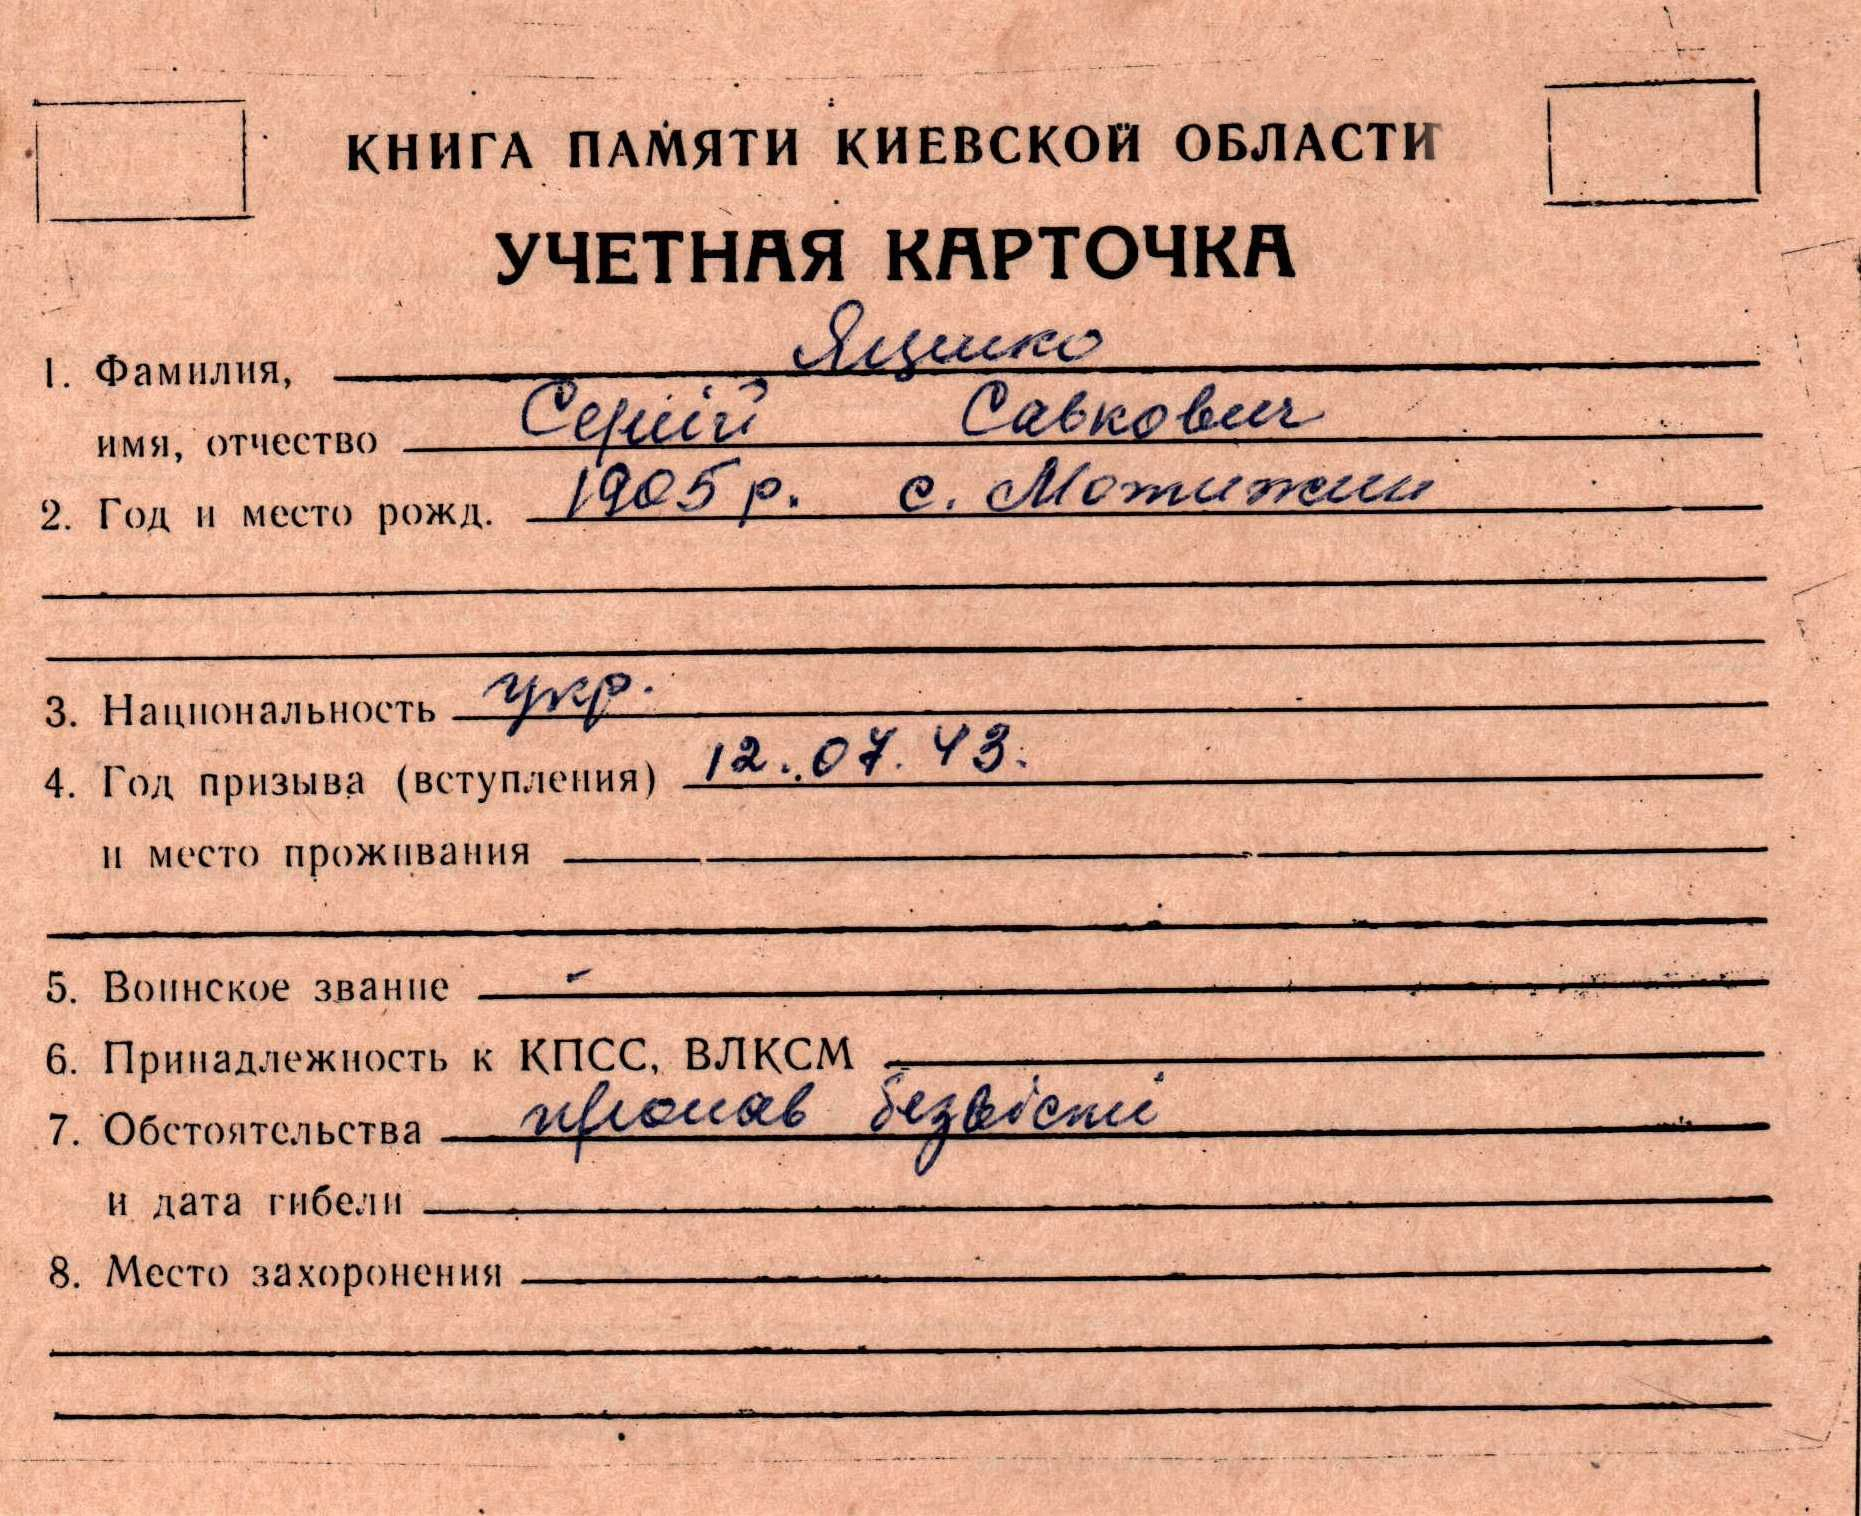 КНИГА ПАМЯТИ КИЕВСКОЙ ОБЛАСТИ
УЧЕТНАЯ КАРТОЧКА
1. Фамилия, Яцишко
имя, отчество Сергій Савкович
2. Год и место рожд. 1905 р. с. Мотижин
3. Национальность укр.
4. Год призыва (вступления) 12.07.43.
и место проживания
5. Воинское звание -
6. Принадлежность к КПСС, ВЛКСМ
7. Обстоятельства пропав безвісті
и дата гибели
8. Место захоронения